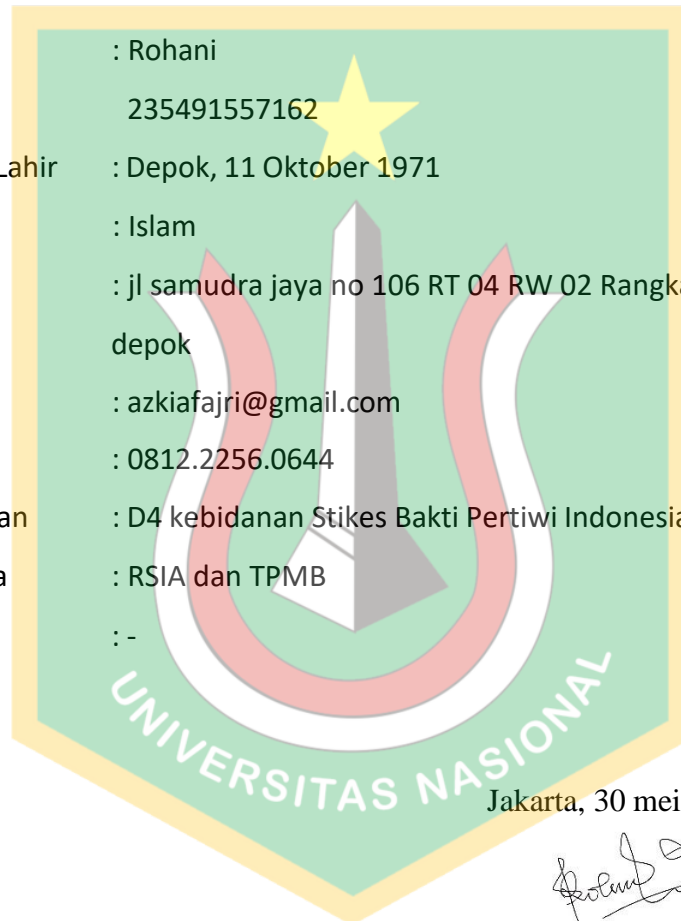 : Rohani
235491557162
Lahir : Depok, 11 Oktober 1971
: Islam
: jl samudra jaya no 106 RT 04 RW 02
depok
: azkiafajri@gmail.com
: 0812.2256.0644
: D4 kebidanan Stikes Bakti Pertiwi Indonesia
: RSIA dan TPMB
: -
UNIVERSITAS NASIONAL
Jakarta, 30 mei